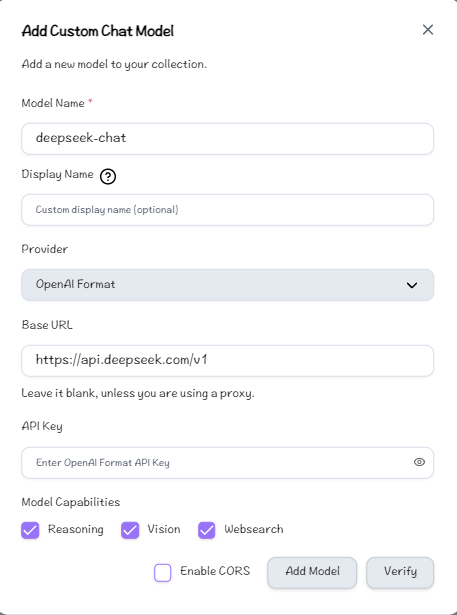 Add Custom Chat Model
Add a new model to your collection.
Model Name *
deepseek-chat
Display Name ?
Custom display name (optional)
Provider
OpenAI Format
Base URL
https://api.deepseek.com/v1
Leave it blank, unless you are using a proxy.
API Key
Enter OpenAI Format API Key
Model Capabilities
Reasoning Vision Websearch
Enable CORS Add Model Verify